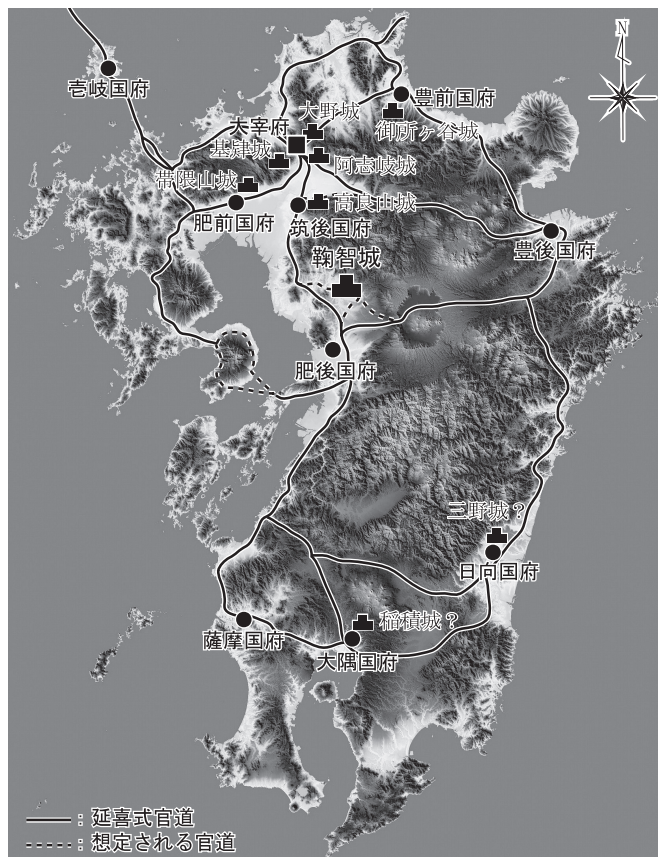 N
壱岐国府
豊前国府
大野城
大宰府
御所ヶ谷城
基肄城
阿志岐城
帯隈山城
肥前国府
高良山城
筑後国府
豊後国府
鞠智城
肥後国府
三野城？
日向国府
稲積城？
薩摩国府
大隅国府
：延喜式官道
：想定される官道